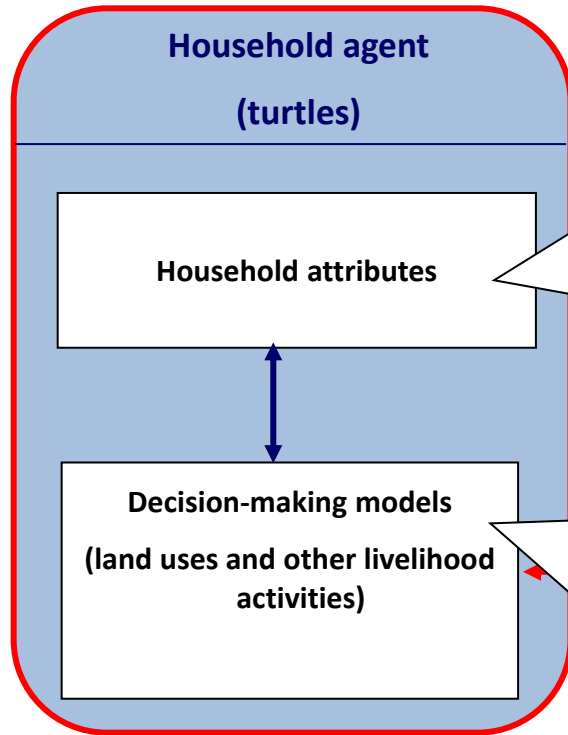 Household agent
(turtles)
Household attributes
Decision-making models
(land uses and other livelihood
activities)